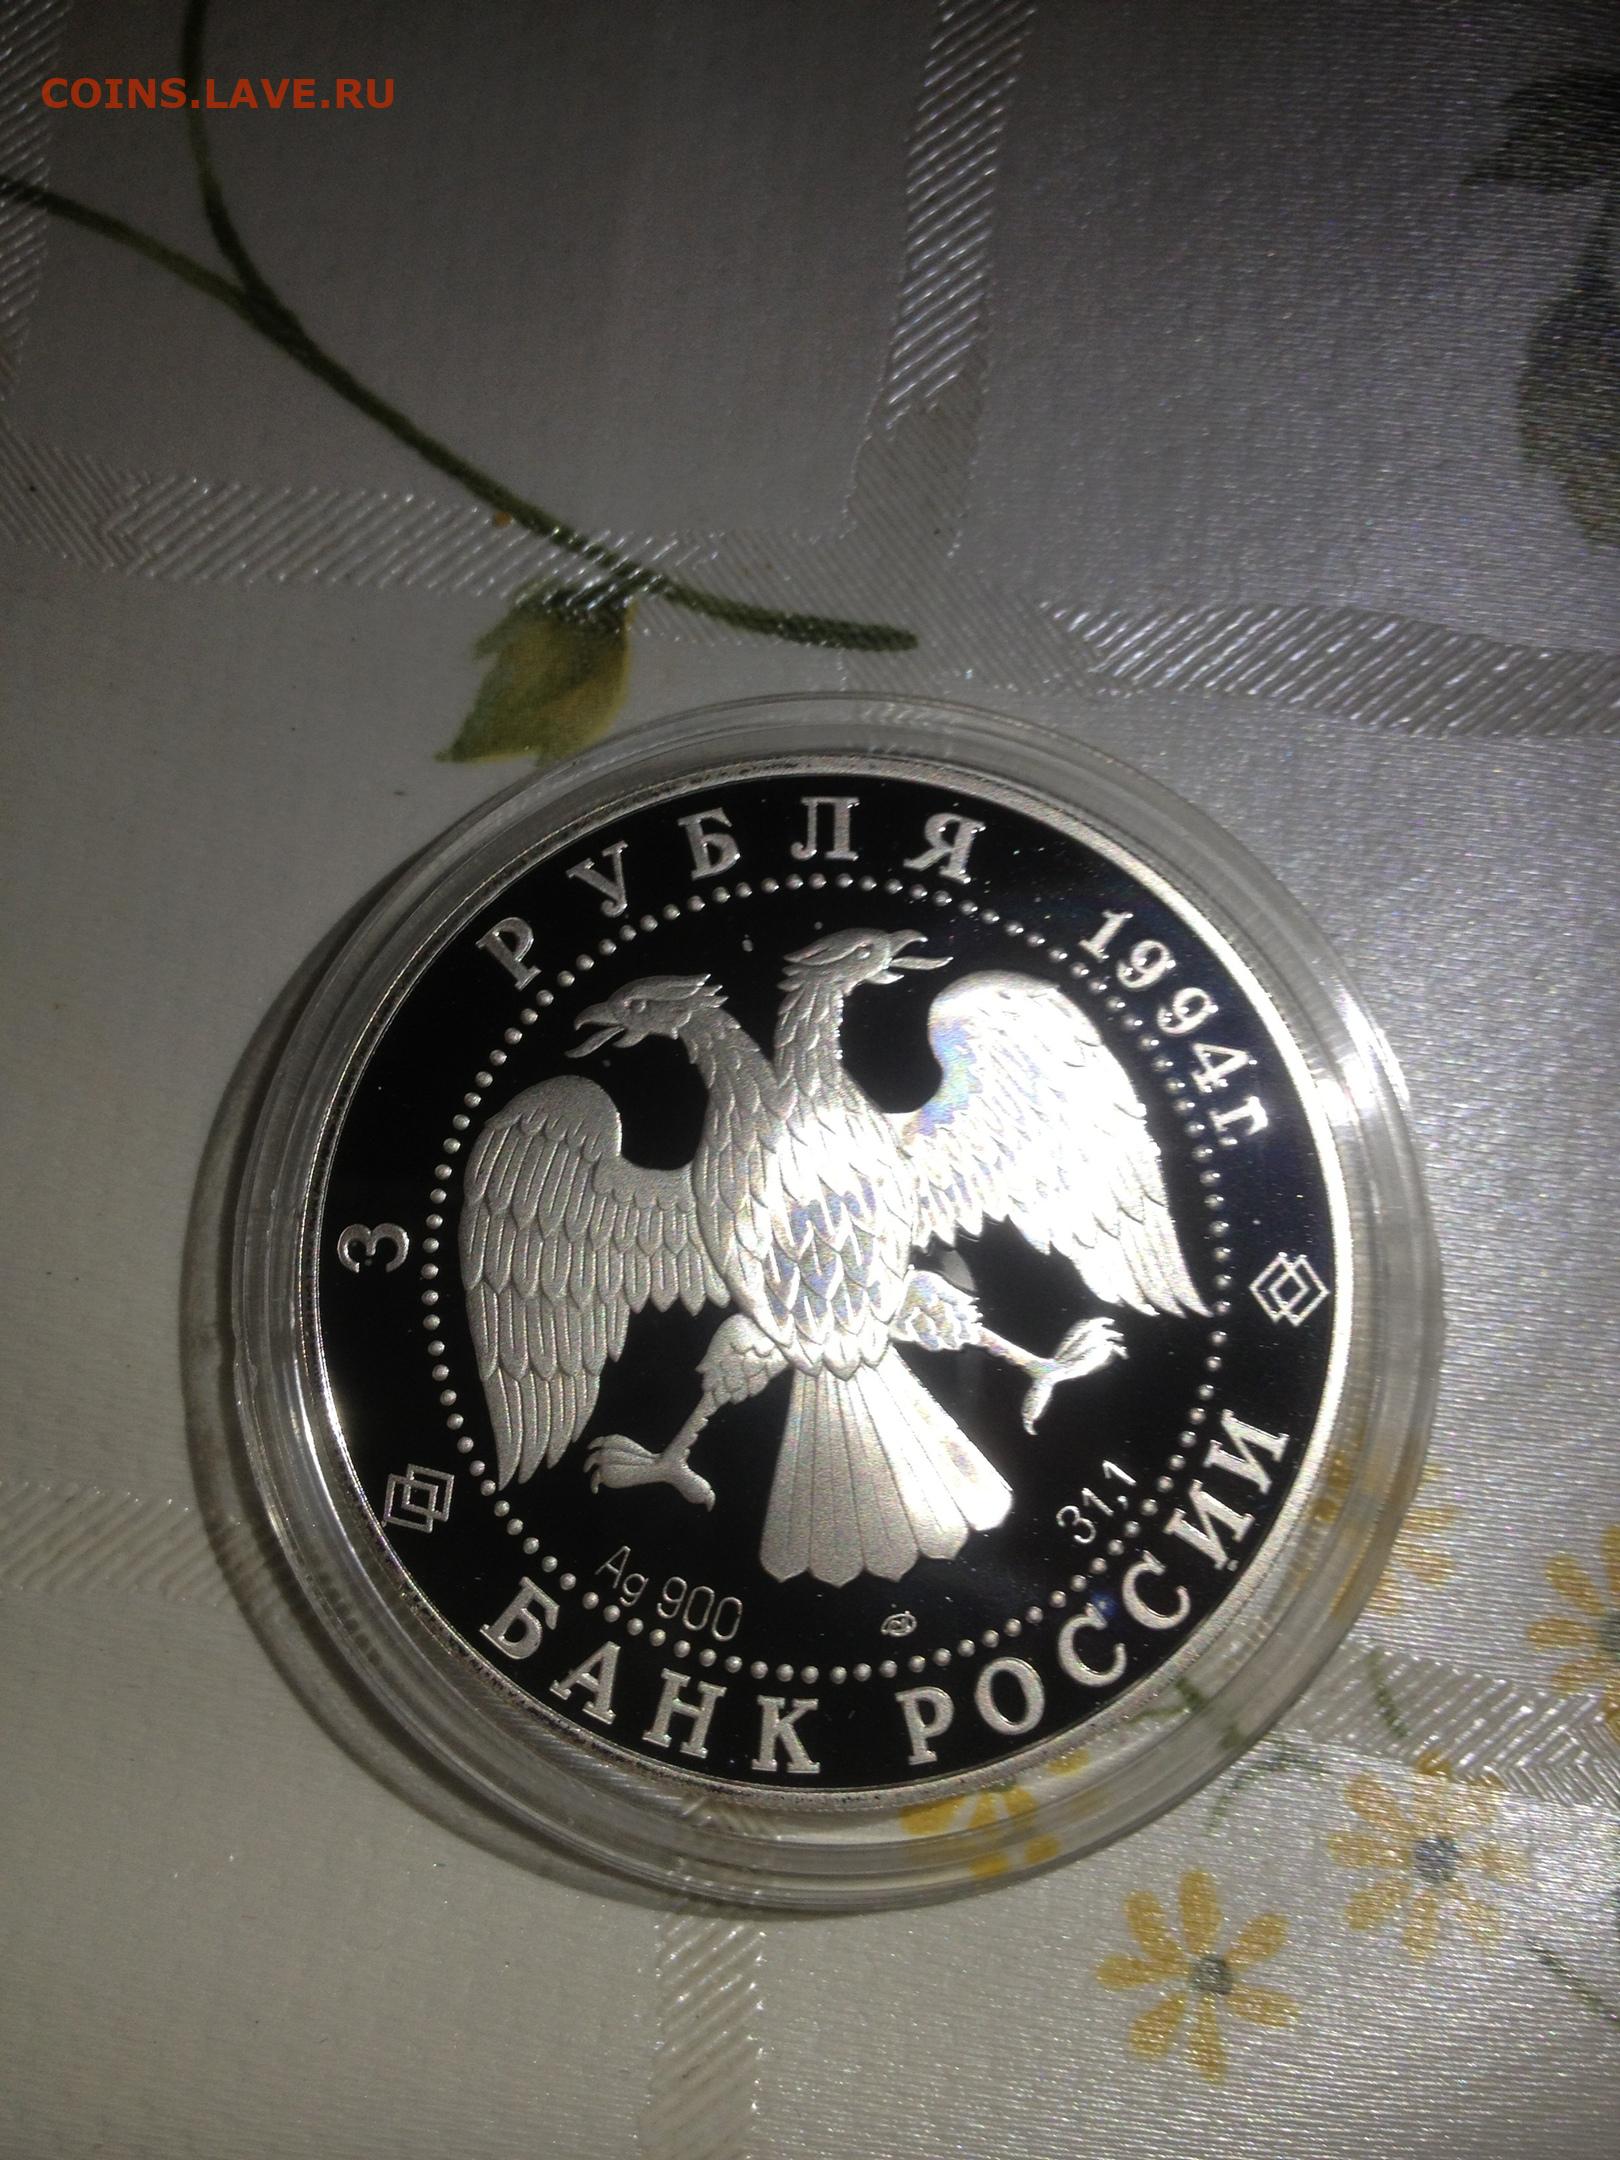 COINS.LAVE.RU
3 РУБЛЯ 1994г.
Ag 900
31,1
БАНК РОССИИ